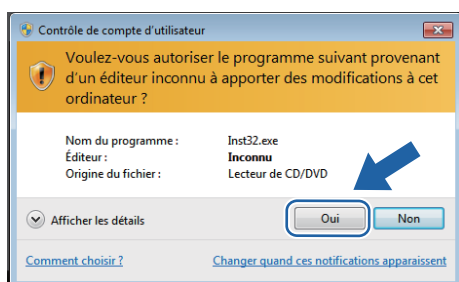 Contrôle de compte d'utilisateur
Voulez-vous autoriser le programme suivant provenant
d'un éditeur inconnu à apporter des modifications à cet
ordinateur ?
Nom du programme : Inst32.exe
Éditeur : Inconnu
Origine du fichier : Lecteur de CD/DVD
Afficher les détails Oui Non
Comment choisir ? Changer quand ces notifications apparaissent